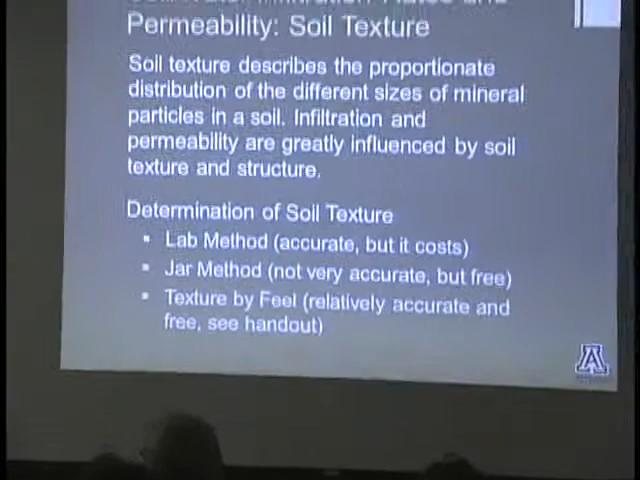 Permeability: Soil Texture
Soil texture describes the proportionate
distribution of the different sizes of mineral
particles in a soil. Infiltration and
permeability are greatly influenced by soil
texture and structure.
Determination of Soil Texture
▪ Lab Method (accurate, but it costs)
▪ Jar Method (not very accurate, but free)
▪ Texture by Feel (relatively accurate and
free, see handout)
A